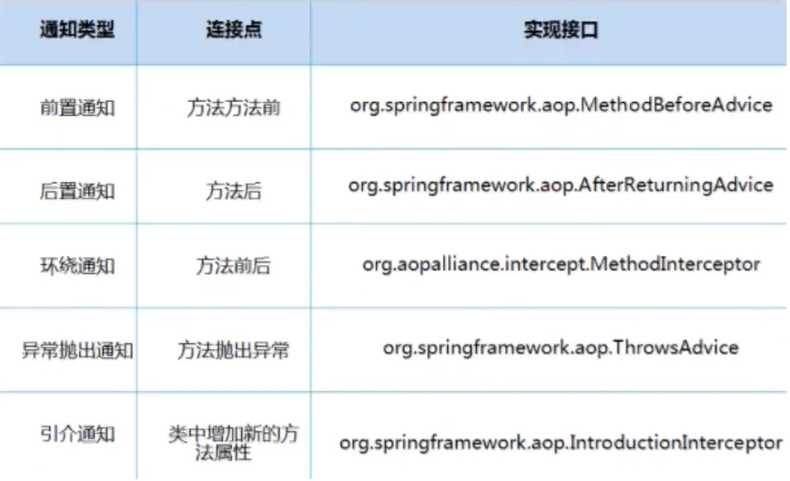 通知类型 连接点 实现接口
前置通知 方法方法前 org.springframework.aop.MethodBeforeAdvice
后置通知 方法后 org.springframework.aop.AfterReturningAdvice
环绕通知 方法前后 org.aopalliance.intercept.MethodInterceptor
异常抛出通知 方法抛出异常 org.springframework.aop.ThrowsAdvice
引介通知 类中增加新的方
法属性 org.springframework.aop.IntroductionInterceptor